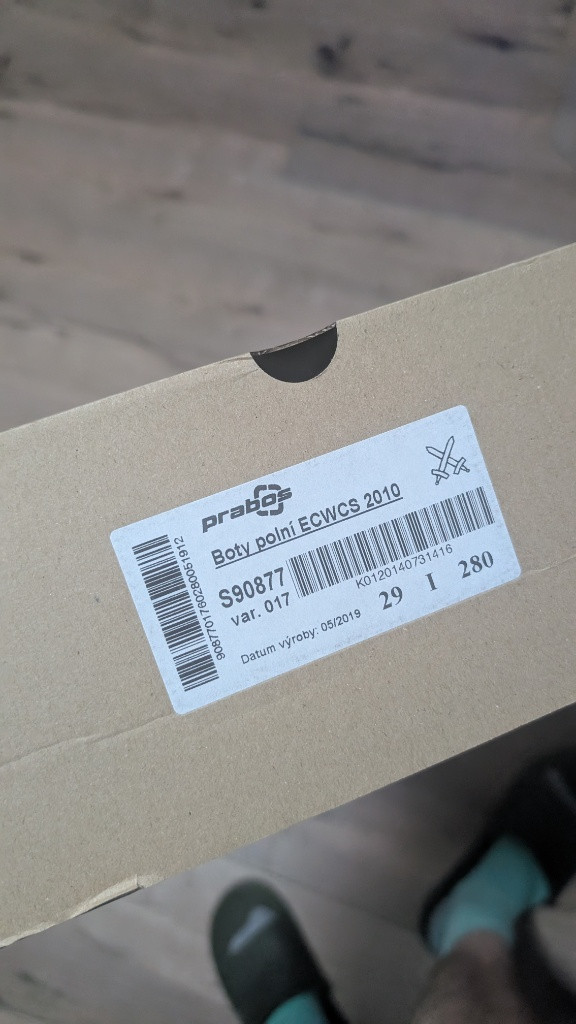 prabos
Boty polní ECWCS 2010
S90877
var. 017
K0120140731416
Datum výroby: 05/2019
29 I 280
9087701760280051912